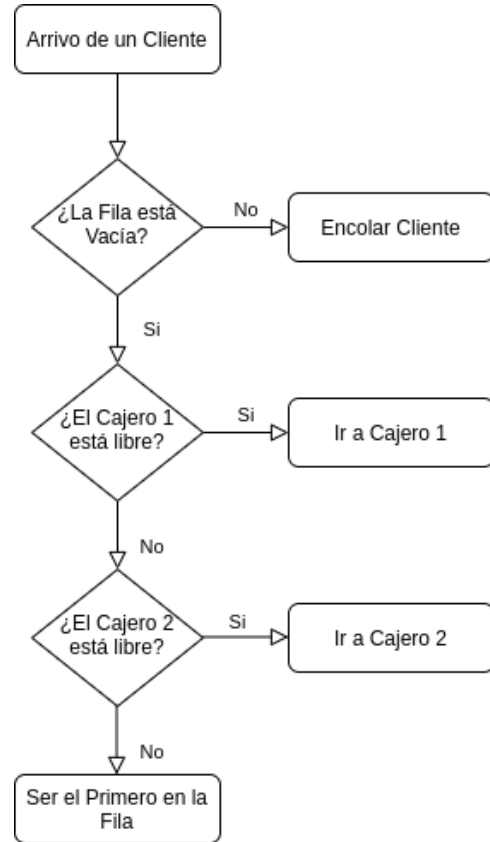 Arrivo de un Cliente
¿La Fila está
Vacía?
No
Encolar Cliente
Si
¿El Cajero 1
está libre?
Si
Ir a Cajero 1
No
¿El Cajero 2
está libre?
Si
Ir a Cajero 2
No
Ser el Primero en la
Fila